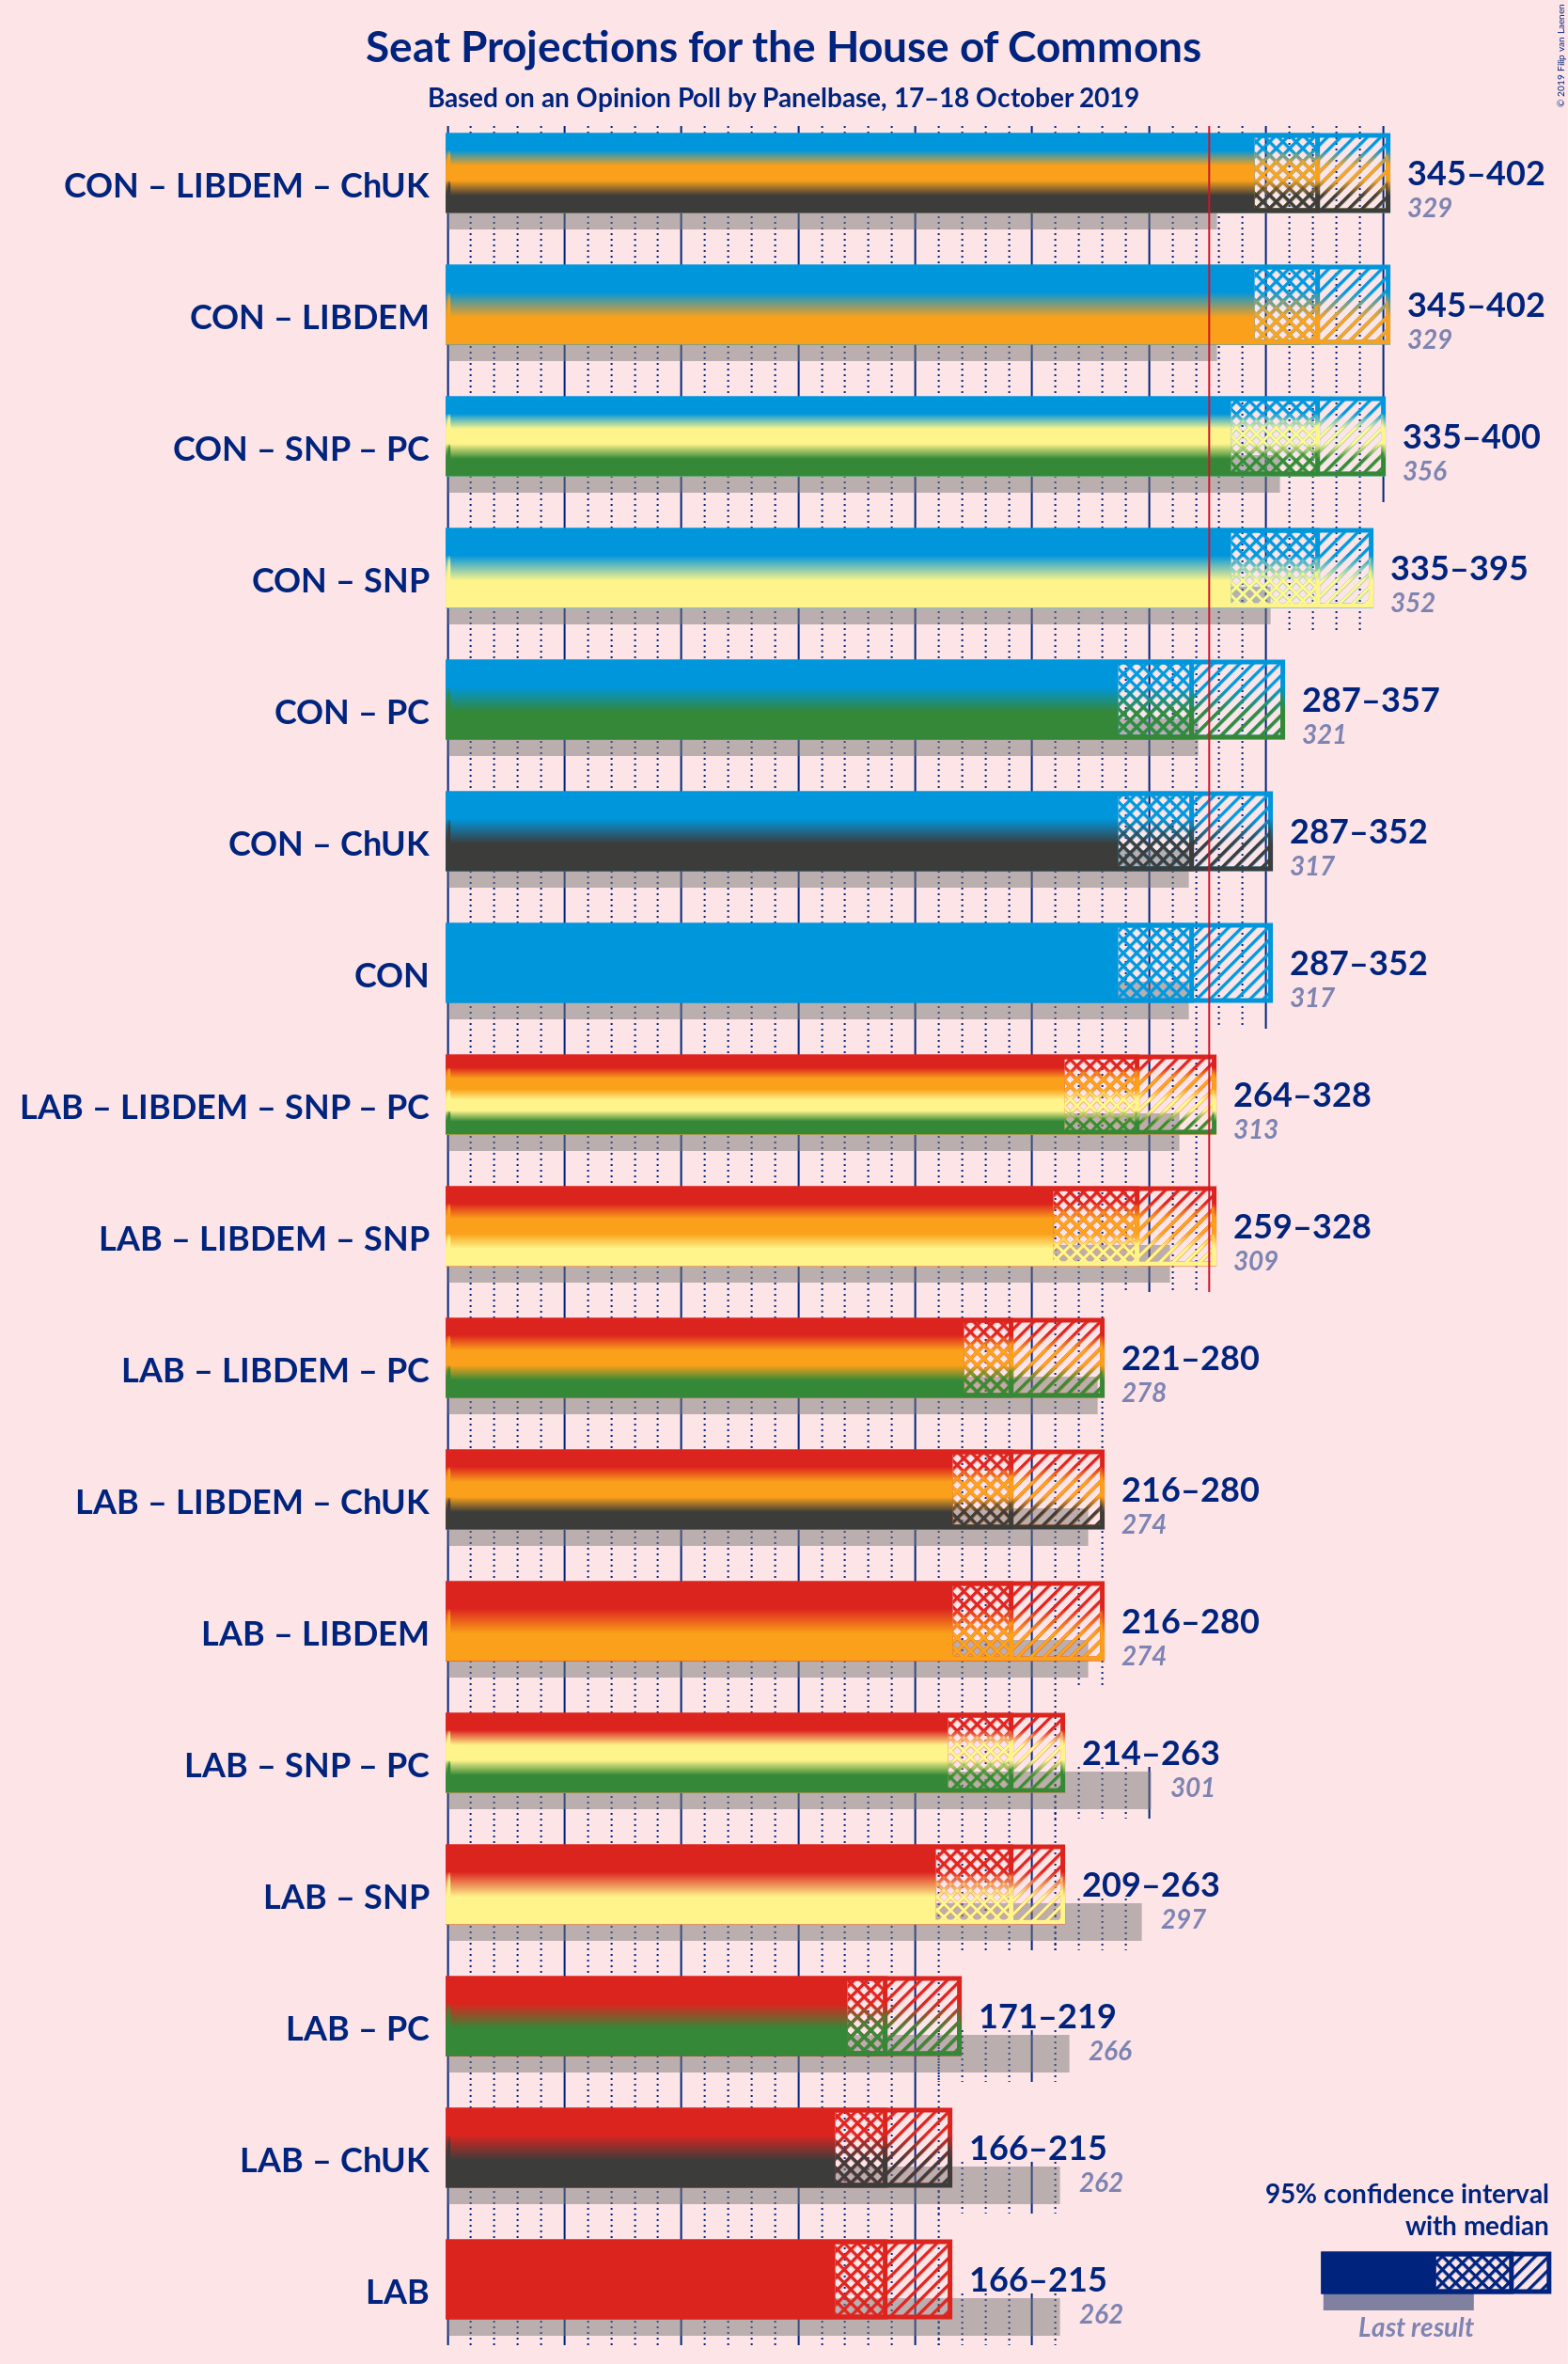 Seat Projections for the House of Commons
Based on an Opinion Poll by Panelbase, 17–18 October 2019
© 2019 Filip van Laenen
CON – LIBDEM – ChUK
345–402
329
CON – LIBDEM
345–402
329
CON – SNP – PC
335–400
356
CON – SNP
335–395
352
CON – PC
287–357
321
CON – ChUK
287–352
317
CON
287–352
317
LAB – LIBDEM – SNP – PC
264–328
313
LAB – LIBDEM – SNP
259–328
309
LAB – LIBDEM – PC
221–280
278
LAB – LIBDEM – ChUK
216–280
274
LAB – LIBDEM
216–280
274
LAB – SNP – PC
214–263
301
LAB – SNP
209–263
297
LAB – PC
171–219
266
LAB – ChUK
166–215
262
LAB
166–215
262
95% confidence interval
with median
Last result